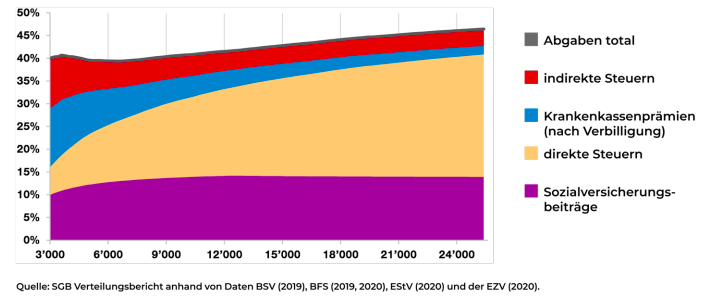 50%
45%
40%
35%
30%
25%
20%
15%
10%
5%
0%
3'000 6'000 9'000 12'000 15'000 18'000 21'000 24'000
Abgaben total
indirekte Steuern
Krankenkassenprämien
(nach Verbilligung)
direkte Steuern
Sozialversicherungs-
beiträge
Quelle: SGB Verteilungsbericht anhand von Daten BSV (2019), BFS (2019, 2020), EStV (2020) und der EZV (2020).